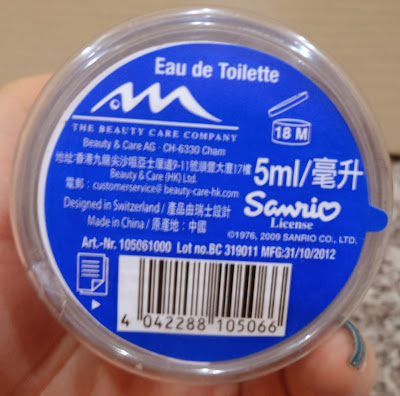 Eau de Toilette
18 M
THE BEAUTY CARE COMPANY
Beauty & Care AG · CH-6330 Cham
地址:香港九龍尖沙咀亞士厘道9-11號順豐大廈17樓
Beauty & Care (HK) Ltd.
電郵：customerservice@beauty-care-hk.com
5ml/毫升
Designed in Switzerland / 產品由瑞士設計
Made in China / 原產地：中國
Sanrio
License
©1976, 2009 SANRIO CO., LTD.
Art.-Nr. 105061000 Lot no.BC 319011 MFG:31/10/2012
4 042288 105066